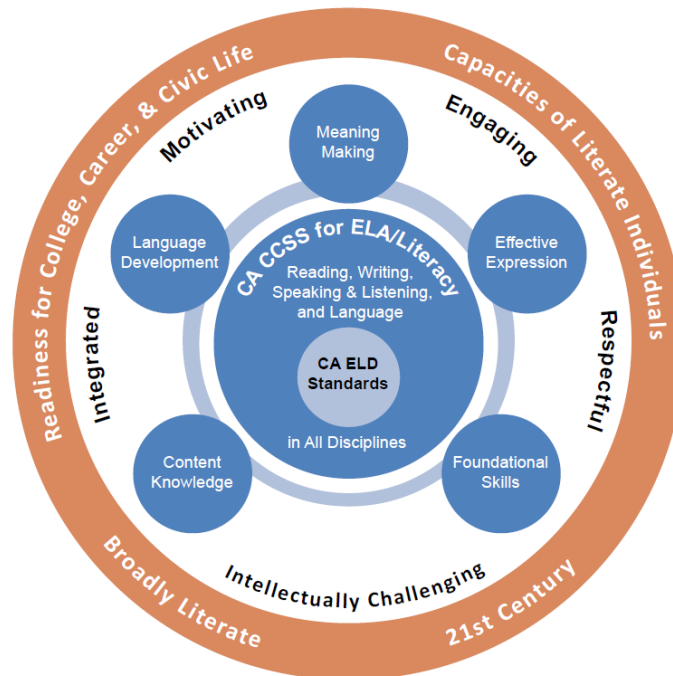 Readiness for College, Career, & Civic Life
Capacities of Literate Individuals
Broadly Literate
21st Century
Motivating
Engaging
Integrated
Respectful
Intellectually Challenging
Meaning
Making
Language
Development
Effective
Expression
Content
Knowledge
Foundational
Skills
CA CCSS for ELA/Literacy
Reading, Writing,
Speaking & Listening,
and Language
CA ELD
Standards
in All Disciplines